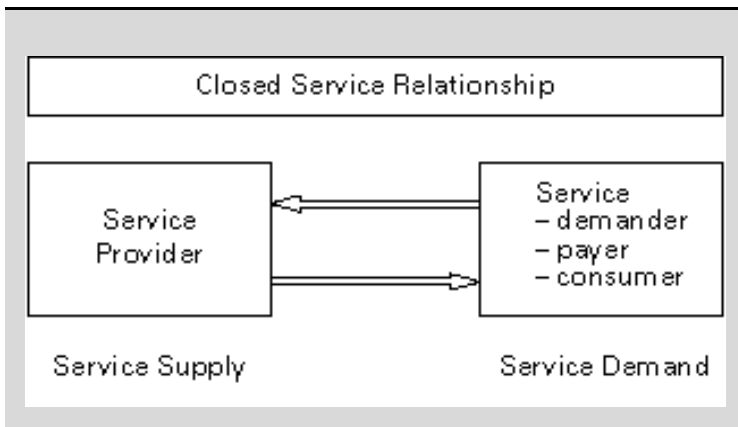 Closed Service Relationship
Service
Provider
Service
– demander
– payer
– consumer
Service Supply
Service Demand